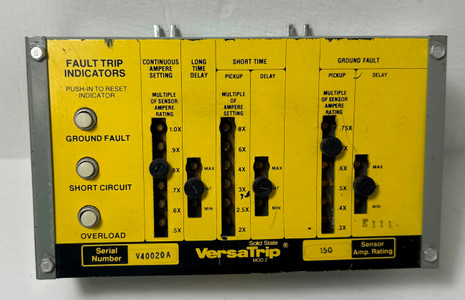 FAULT TRIP
INDICATORS
PUSH-IN TO RESET
INDICATOR
GROUND FAULT
SHORT CIRCUIT
OVERLOAD
CONTINUOUS
AMPERE
SETTING
MULTIPLE
OF SENSOR
AMPERE
RATING
1.0X
.9X
.8X
.7X
.6X
.5X
LONG
TIME
DELAY
MAX
INT
MIN
SHORT TIME
PICKUP
MULTIPLE
OF
AMPERE
SETTING
8X
6X
4X
3X
2.5X
2X
DELAY
MAX
INT
MIN
GROUND FAULT
PICKUP
MULTIPLE
OF SENSOR
AMPERE
RATING
.75X
.6X
.5X
.4X
.3X
DELAY
MAX
MIN
E111
Serial
Number
V40020A
Solid State
VersaTrip®
MOD 2
150
Sensor
Amp. Rating